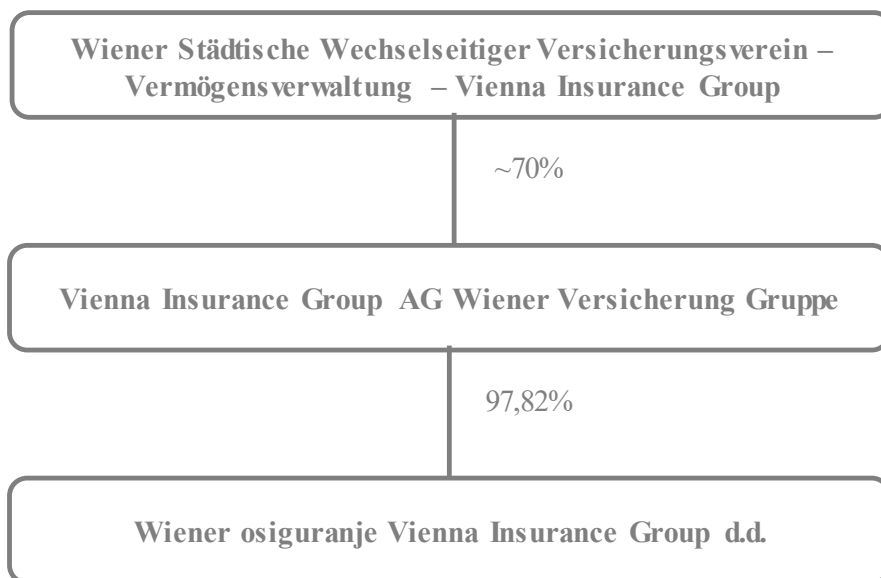 Wiener Städtische Wechselseitiger Versicherungsverein –
Vermögensverwaltung – Vienna Insurance Group
~70%
Vienna Insurance Group AG Wiener Versicherung Gruppe
97,82%
Wiener osiguranje Vienna Insurance Group d.d.